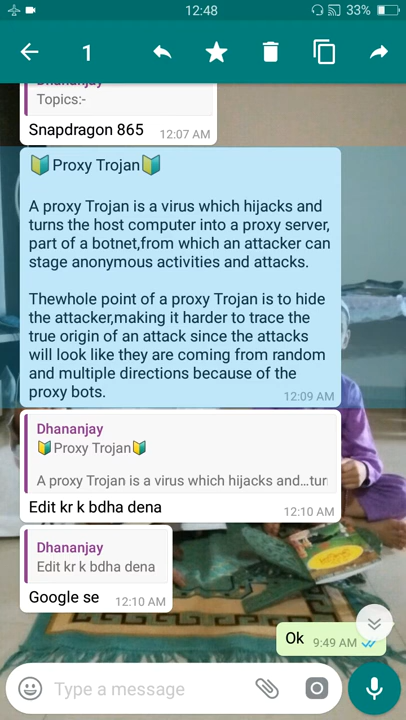 12:48
33%
1
Dhananjay
Topics:-
Snapdragon 865
12:07 AM
🔰Proxy Trojan🔰
A proxy Trojan is a virus which hijacks and
turns the host computer into a proxy server,
part of a botnet,from which an attacker can
stage anonymous activities and attacks.
Thewhole point of a proxy Trojan is to hide
the attacker,making it harder to trace the
true origin of an attack since the attacks
will look like they are coming from random
and multiple directions because of the
proxy bots.
12:09 AM
Dhananjay
🔰Proxy Trojan🔰
A proxy Trojan is a virus which hijacks and…tur
Edit kr k bdha dena
12:10 AM
Dhananjay
Edit kr k bdha dena
Google se
12:10 AM
Ok
9:49 AM
Type a message